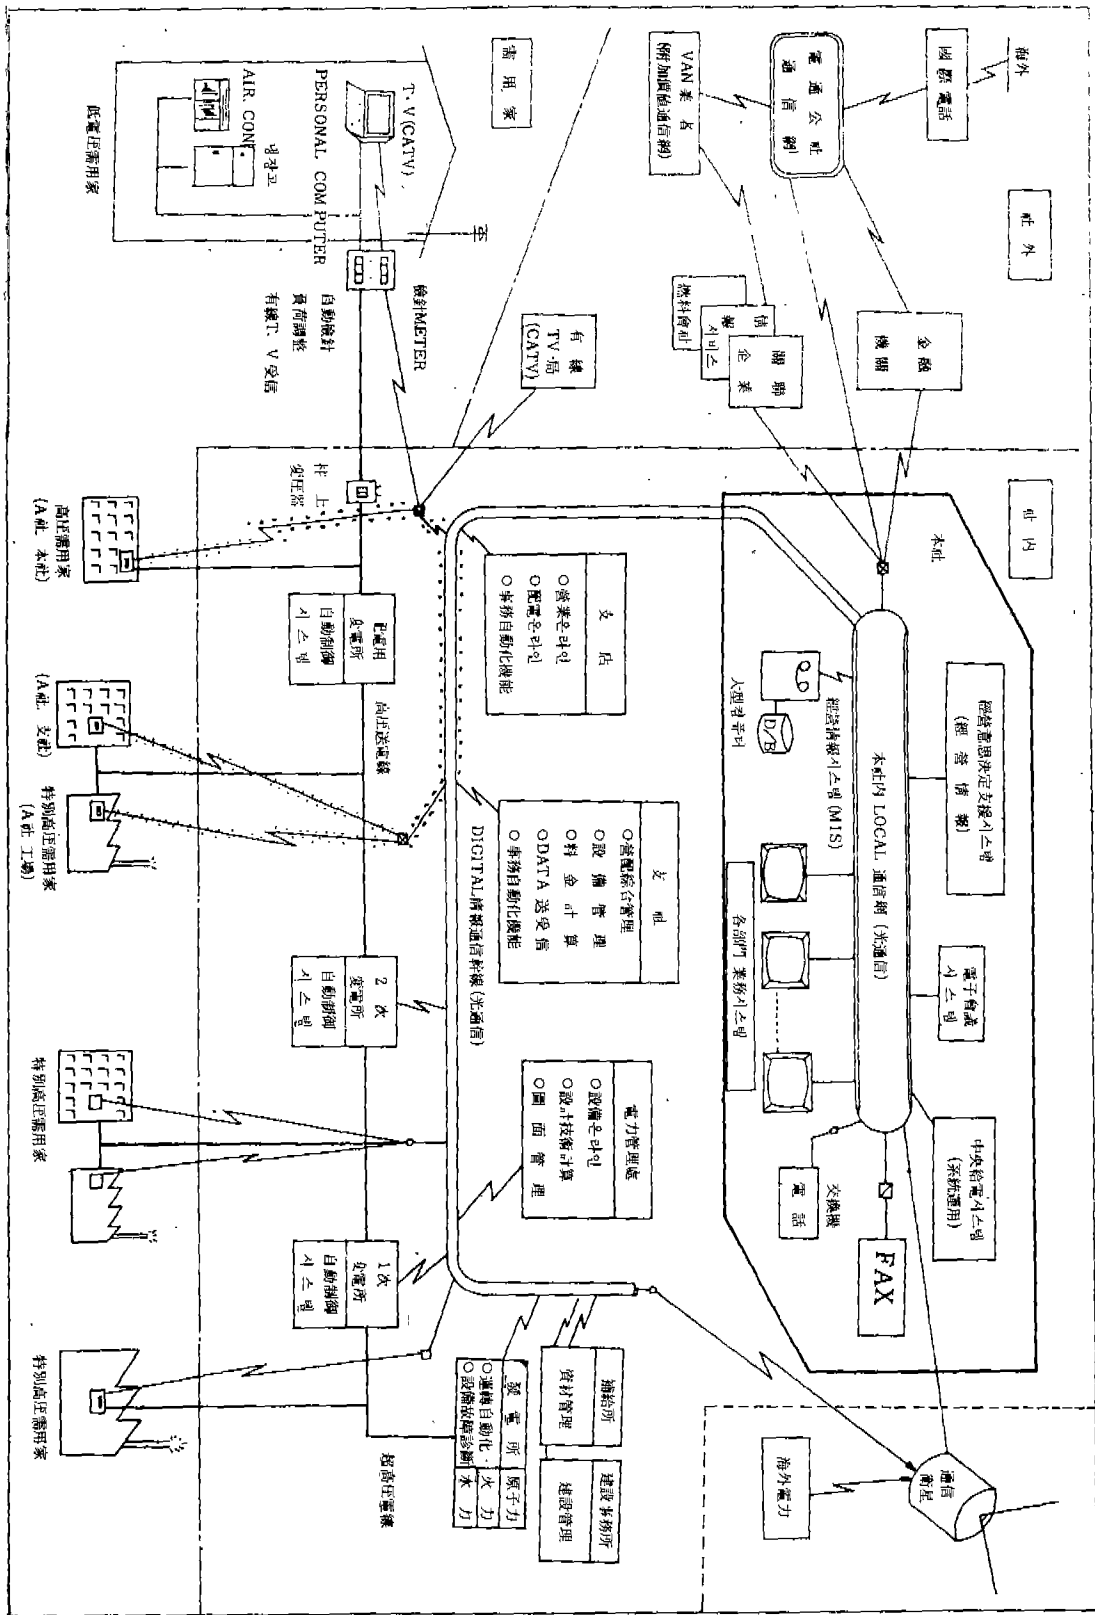 海外
國際電話
電通公社
通信網
VAN業者
(附加價値通信網)
社外
金融
機關
關聯
企業
情報
서비스
燃料會社
有線
TV局
(CATV)
需用家
T·V(CATV)
PERSONAL COMPUTER
AIR. CON
냉장고
低電壓需用家
檢針METER
自動檢針
負荷調整
有線T. V受信
社內
本社
經營意思決定支援시스템
(經營情報)
電子會議
시스템
中央給電시스템
(系統運用)
本社內 LOCAL 通信網 (光通信)
經營情報시스템(MIS)
D/B
大型컴퓨터
各部門 業務시스템
交換機
電話
FAX
通信
衛星
海外電力
支店
○營業온라인
○配電온라인
○事務自動化機能
支社
○營配綜合管理
○設備管理
○料金計算
○DATA送受信
○事務自動化機能
電力管理處
○設備온라인
○設計技術計算
○圖面管理
補給所
資材管理
建設事務所
建設管理
發電所
○運轉自動化
○設備故障診斷
原子力
火力
水力
DIGITAL情報通信幹線(光通信)
柱上
変圧器
配電用
変電所
自動制御
시스템
高圧送電線
2次
変電所
自動制御
시스템
1次
変電所
自動制御
시스템
超高圧電線
高圧需用家
(A社 本社)
(A社 支社)
特別高圧需用家
(A社 工場)
特別高圧需用家
特別高圧需用家